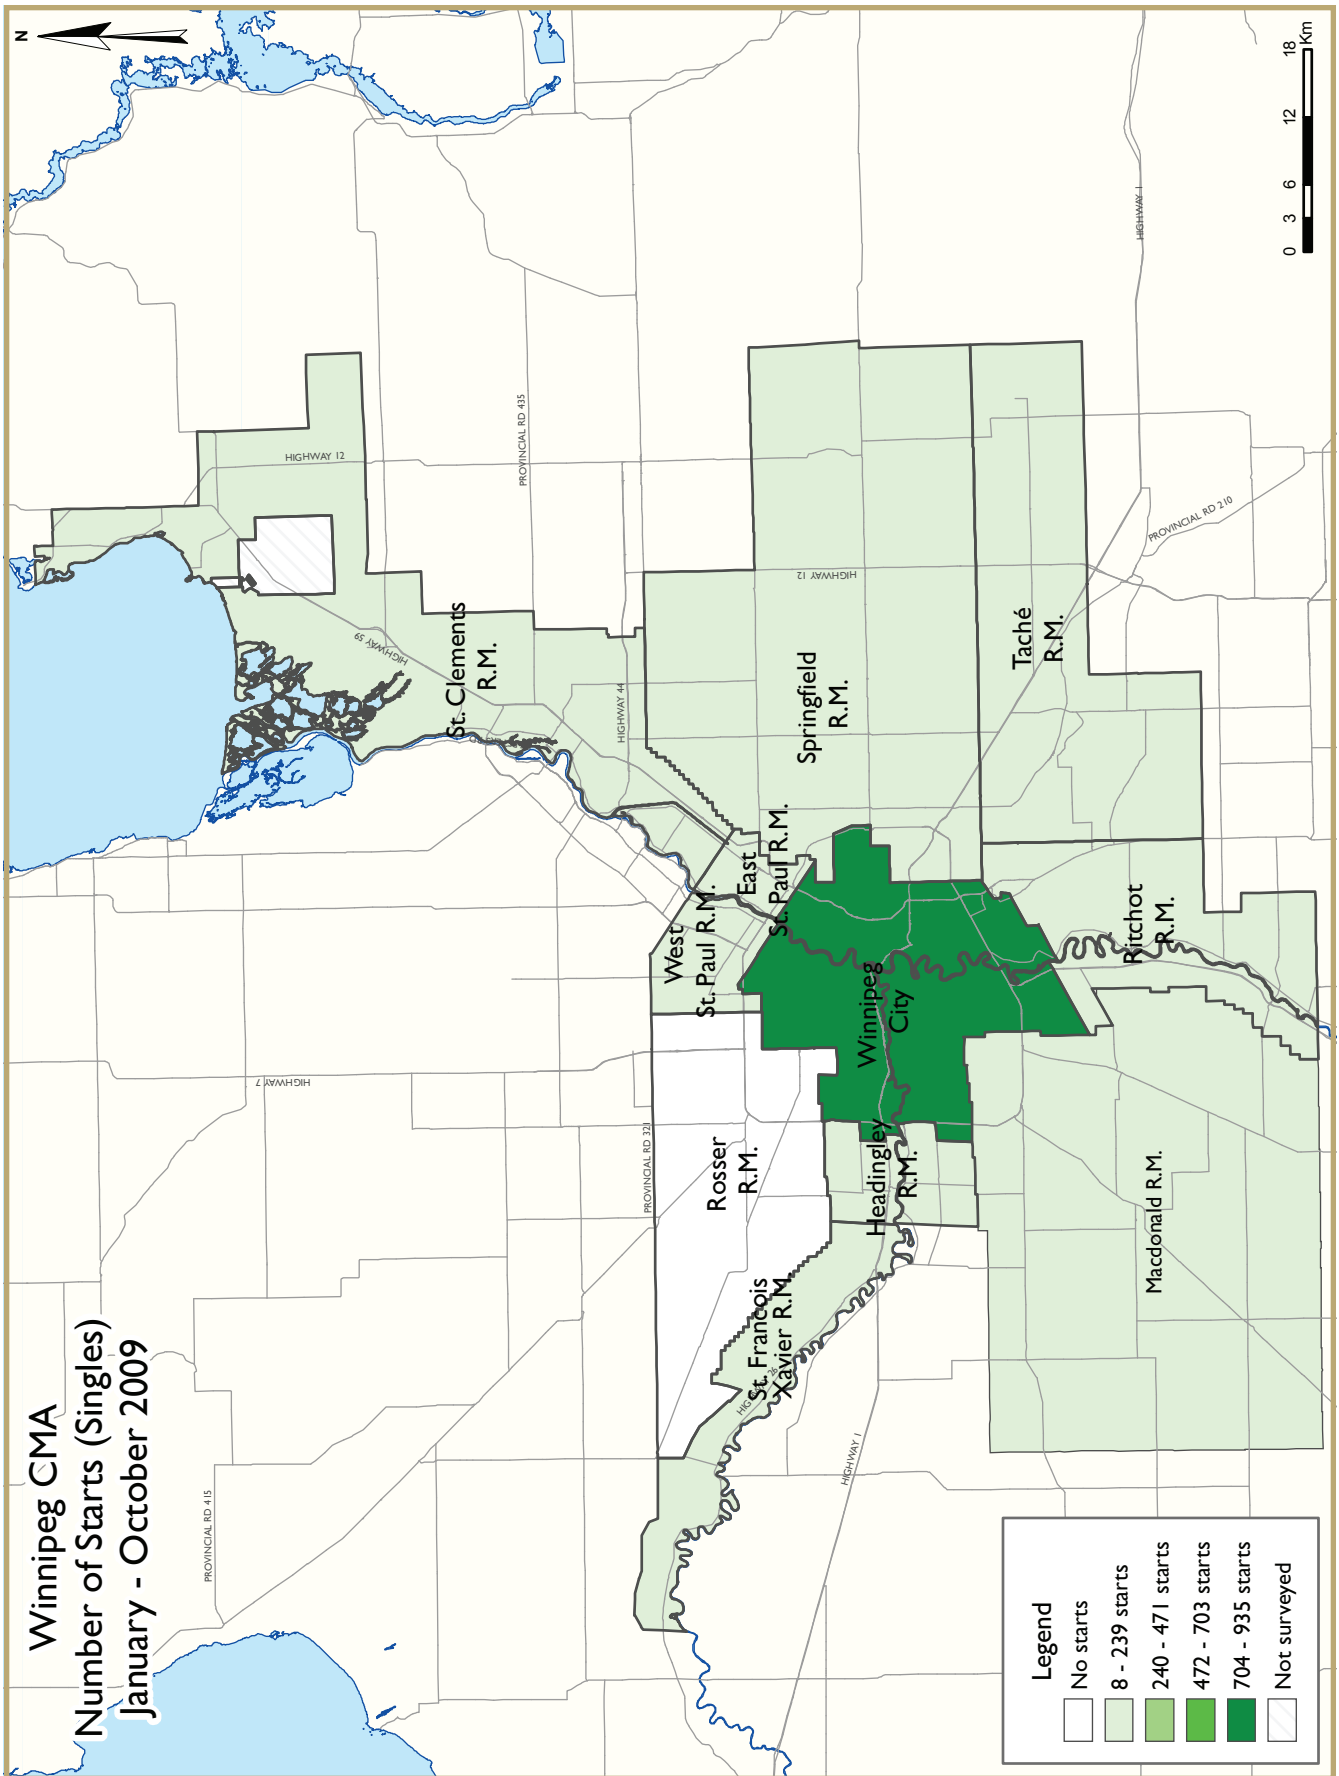 Winnipeg CMA
Number of Starts (Singles)
January - October 2009
N
PROVINCIAL RD 415
HIGHWAY 7
HIGHWAY 12
PROVINCIAL RD 435
HIGHWAY 59
St. Clements
R.M.
HIGHWAY 44
PROVINCIAL RD 321
West
St. Paul R.M.
East
St. Paul R.M.
Rosser
R.M.
Springfield
R.M.
HIGHWAY 12
St. Francois
Xavier R.M.
HIGHWAY 26
Winnipeg
City
Headingley
R.M.
HIGHWAY 1
Taché
R.M.
HIGHWAY 1
PROVINCIAL RD 210
Ritchot
R.M.
Macdonald R.M.
Legend
No starts
8 - 239 starts
240 - 471 starts
472 - 703 starts
704 - 935 starts
Not surveyed
0 3 6 12 18
Km